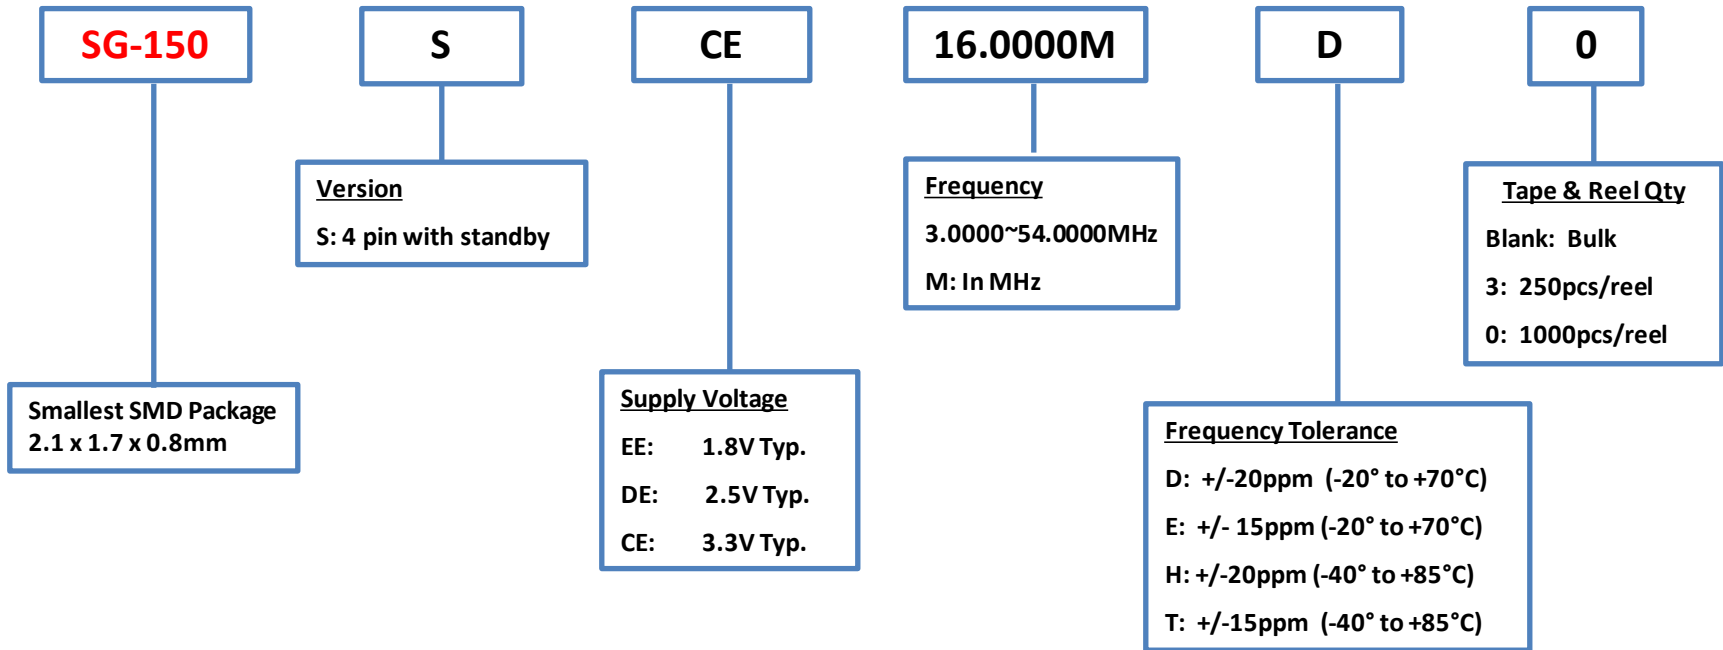 SG-150
S
CE
16.0000M
D
0
Version
S: 4 pin with standby
Frequency
3.0000~54.0000MHz
M: In MHz
Tape & Reel Qty
Blank: Bulk
3: 250pcs/reel
0: 1000pcs/reel
Smallest SMD Package
2.1 x 1.7 x 0.8mm
Supply Voltage
EE: 1.8V Typ.
DE: 2.5V Typ.
CE: 3.3V Typ.
Frequency Tolerance
D: +/-20ppm (-20° to +70°C)
E: +/- 15ppm (-20° to +70°C)
H: +/-20ppm (-40° to +85°C)
T: +/-15ppm (-40° to +85°C)